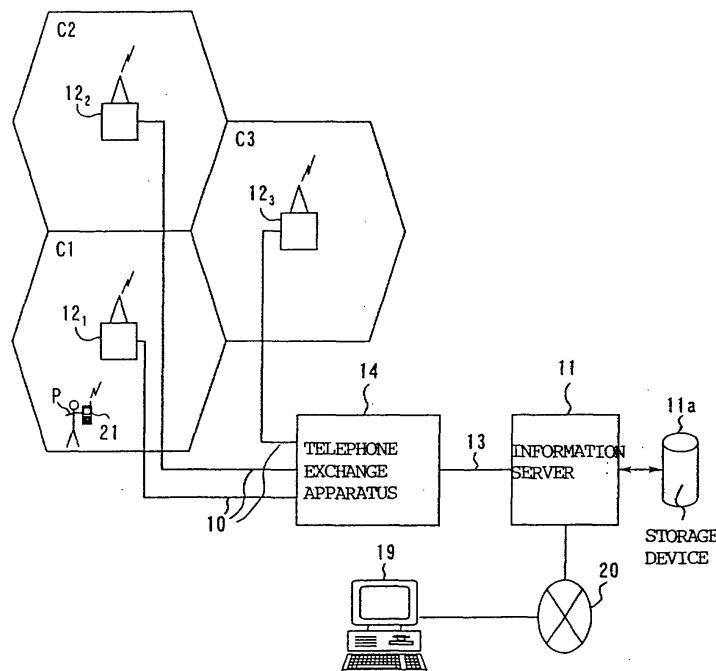 C2
12₂
C3
12₃
C1
12₁
P
21
14
11
11a
TELEPHONE
EXCHANGE
APPARATUS
13
INFORMATION
SERVER
10
STORAGE
DEVICE
19
20